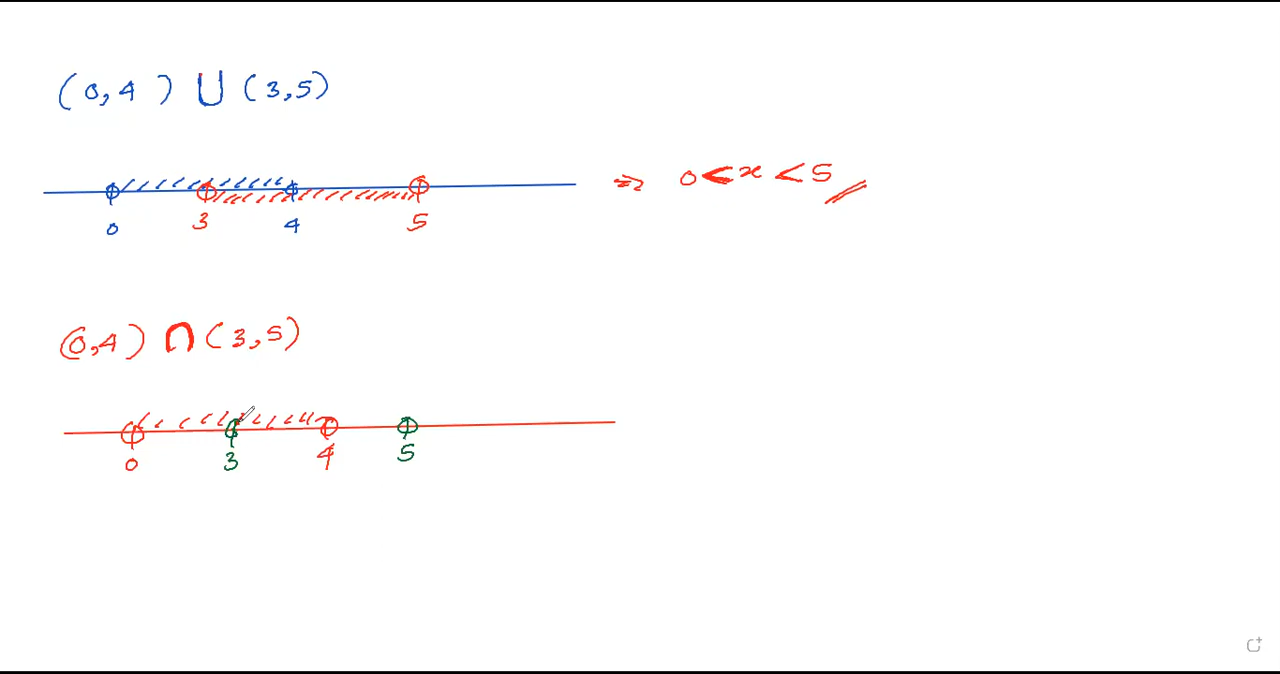 (0,4) ∪ (3,5)
0 3 4 5
⇒ 0 < x < 5
(0,4) ∩ (3,5)
0 3 4 5